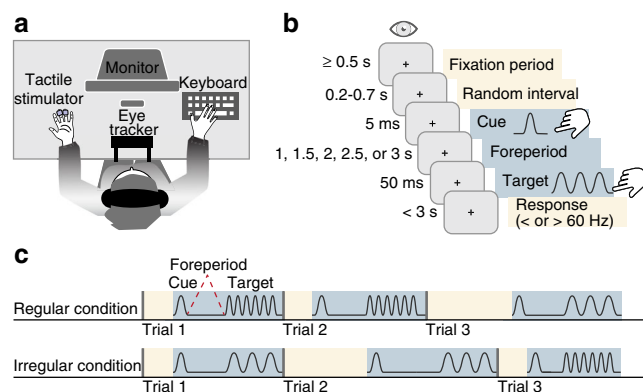 a
Monitor
Tactile
stimulator
Keyboard
Eye
tracker
b
≥ 0.5 s
Fixation period
0.2-0.7 s
Random interval
5 ms
Cue
1, 1.5, 2, 2.5, or 3 s
Foreperiod
50 ms
Target
< 3 s
Response
(< or > 60 Hz)
c
Foreperiod
Cue
Target
Regular condition
Trial 1
Trial 2
Trial 3
Irregular condition
Trial 1
Trial 2
Trial 3